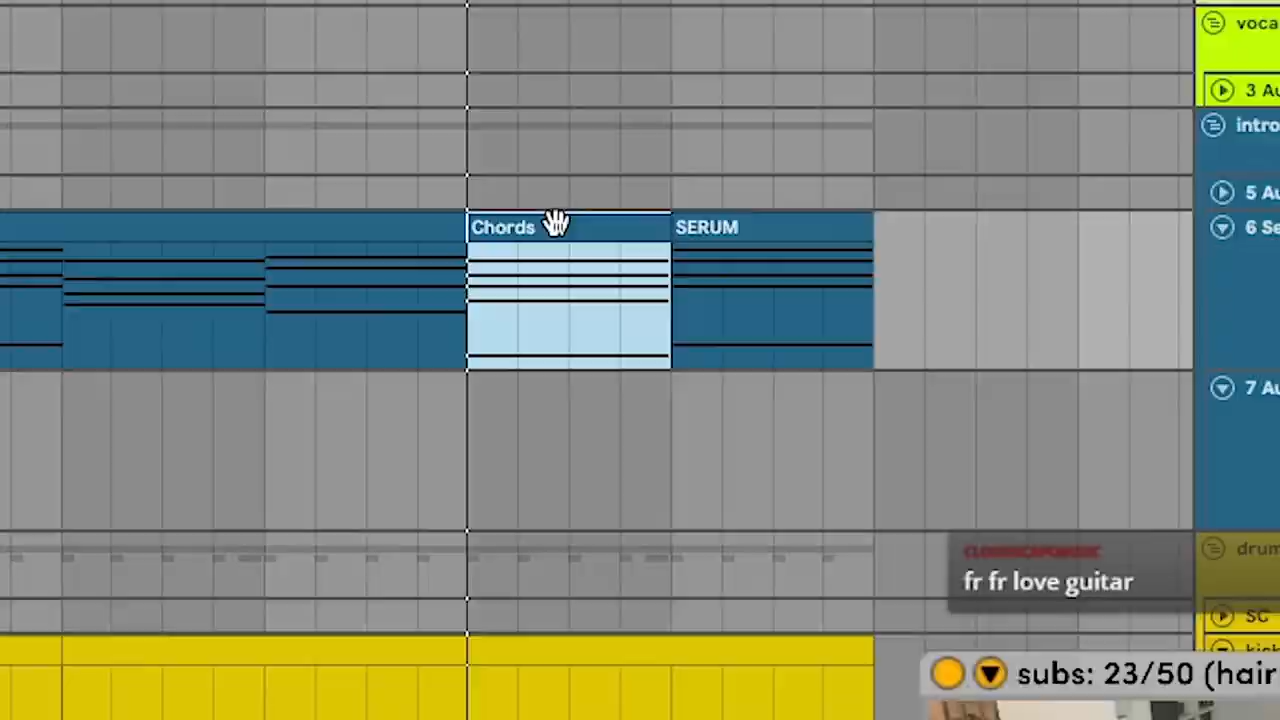 voca
3 Au
intro
5 Au
Chords
SERUM
6 Se
7 Au
drum
fr fr love guitar
SC
kick
subs: 23/50 (hair